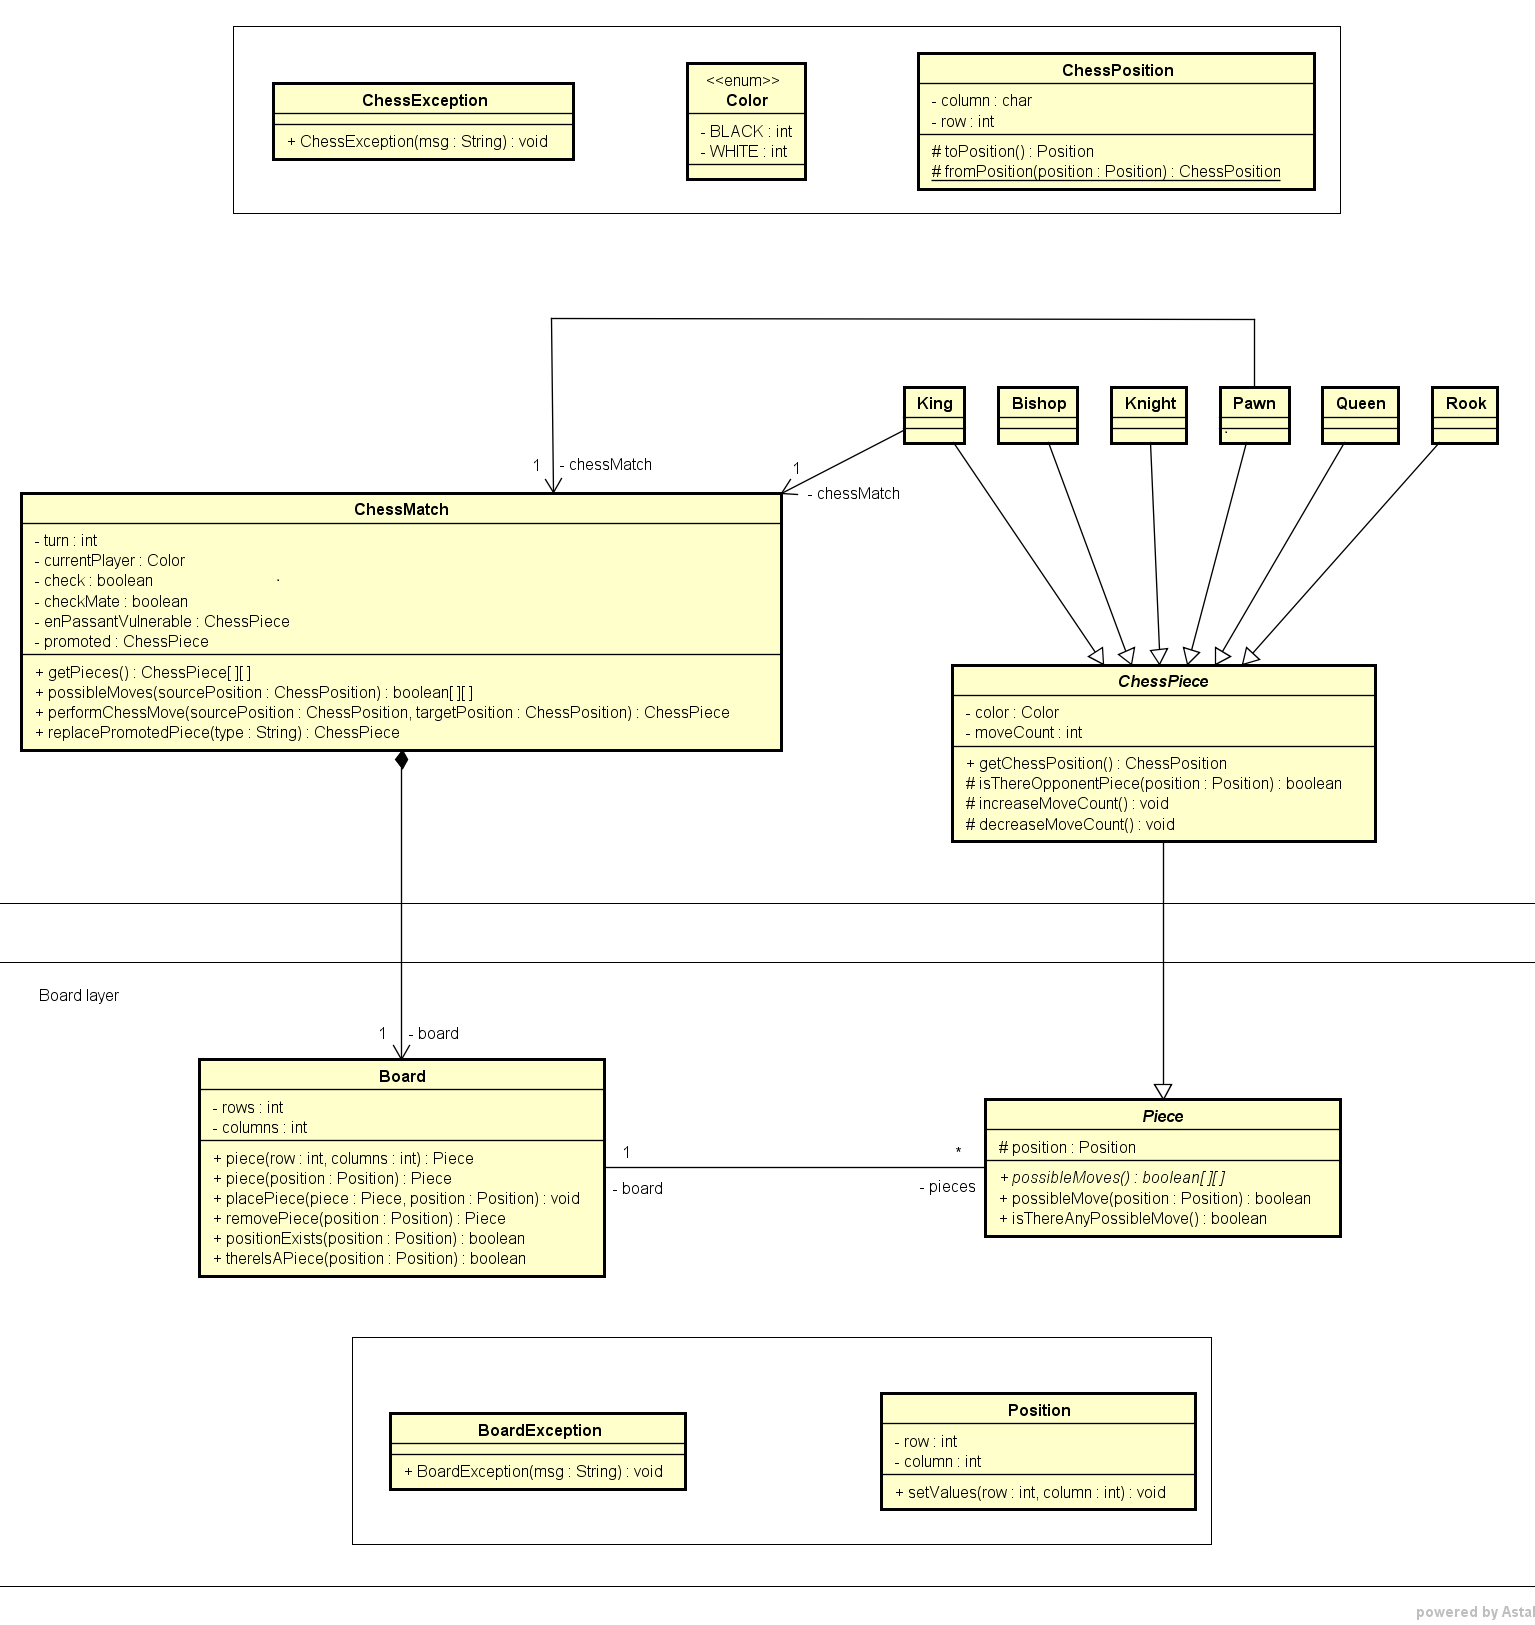 ChessException
+ ChessException(msg : String) : void
<<enum>>
Color
- BLACK : int
- WHITE : int
ChessPosition
- column : char
- row : int
# toPosition() : Position
# fromPosition(position : Position) : ChessPosition
King
Bishop
Knight
Pawn
Queen
Rook
1
- chessMatch
1
- chessMatch
ChessMatch
- turn : int
- currentPlayer : Color
- check : boolean
- checkMate : boolean
- enPassantVulnerable : ChessPiece
- promoted : ChessPiece
+ getPieces() : ChessPiece[ ][ ]
+ possibleMoves(sourcePosition : ChessPosition) : boolean[ ][ ]
+ performChessMove(sourcePosition : ChessPosition, targetPosition : ChessPosition) : ChessPiece
+ replacePromotedPiece(type : String) : ChessPiece
ChessPiece
- color : Color
- moveCount : int
+ getChessPosition() : ChessPosition
# isThereOpponentPiece(position : Position) : boolean
# increaseMoveCount() : void
# decreaseMoveCount() : void
Board layer
1
- board
Board
- rows : int
- columns : int
+ piece(row : int, columns : int) : Piece
+ piece(position : Position) : Piece
+ placePiece(piece : Piece, position : Position) : void
+ removePiece(position : Position) : Piece
+ positionExists(position : Position) : boolean
+ thereIsAPiece(position : Position) : boolean
1
- board
*
- pieces
Piece
# position : Position
+ possibleMoves() : boolean[ ][ ]
+ possibleMove(position : Position) : boolean
+ isThereAnyPossibleMove() : boolean
BoardException
+ BoardException(msg : String) : void
Position
- row : int
- column : int
+ setValues(row : int, column : int) : void
powered by